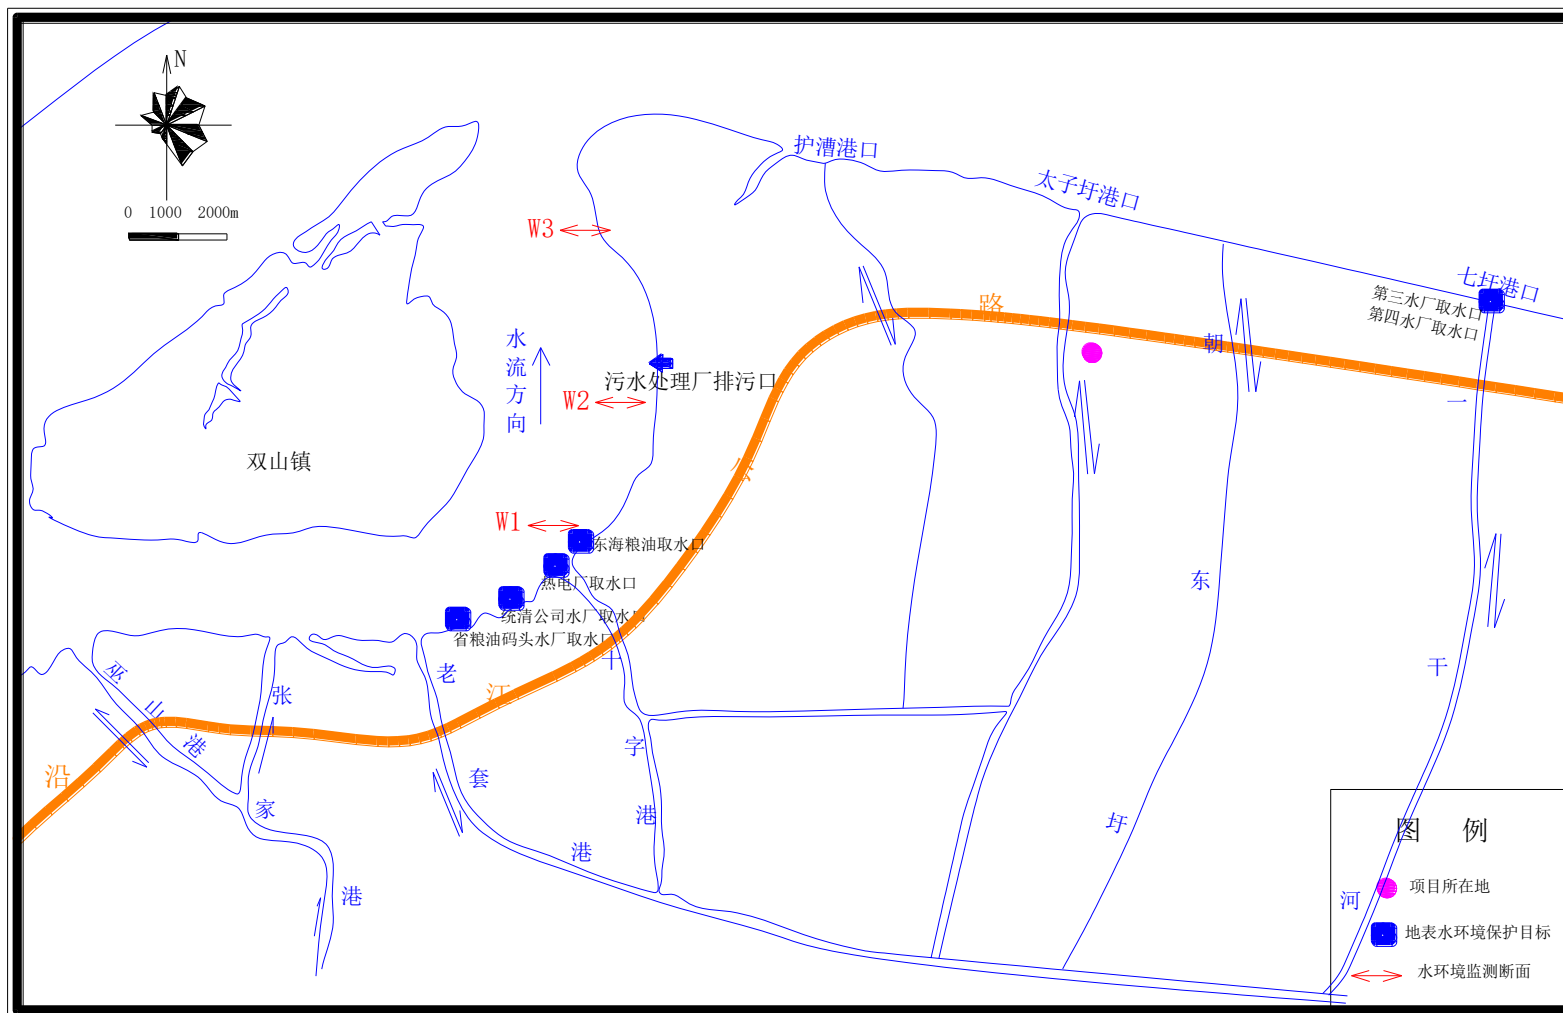 N
0 1000 2000m
护漕港口
太子圩港口
七圩港口
第三水厂取水口
第四水厂取水口
W3
水流方向
污水处理厂排污口
W2
双山镇
W1
东海粮油取水口
热电厂取水口
统清公司水厂取水口
省粮油码头水厂取水口
沿江公路
巫山港
张家港
老套港
十字港
朝东圩
一干河
图 例
项目所在地
地表水环境保护目标
水环境监测断面